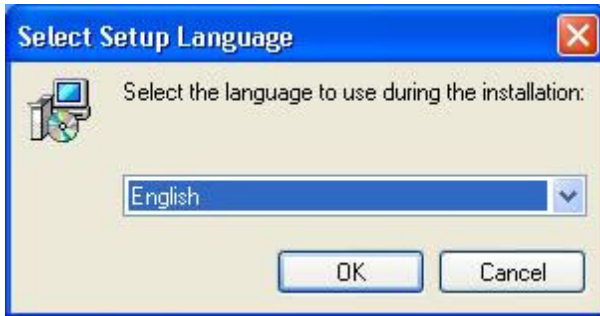 Select Setup Language
Select the language to use during the installation:
English
OK
Cancel